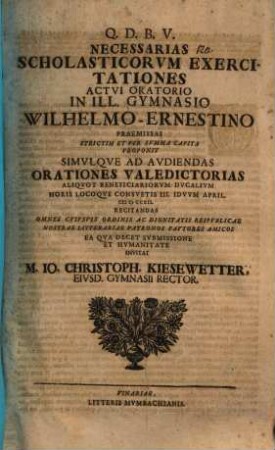 Q. D. B. V.
NECESSARIAS
SCHOLASTICORVM EXERCI-
TATIONES
ACTVI ORATORIO
IN ILL. GYMNASIO
WILHELMO-ERNESTINO
PRAEMISSAS
STRICTIM ET PER SVMMA CAPITA
PROPONIT
SIMVLQVE AD AVDIENDAS
ORATIONES VALEDICTORIAS
ALIQVOT BENEFICIARIORVM DVCALIVM
HORIS LOCOQVE CONSVETIS III. IDVVM APRIL.
RECITANDAS
OMNES CVIVSVIS ORDINIS AC DIGNITATIS REIPVBLICAE
NOSTRAE LITTERARIAE PATRONOS FAVTORES AMICOS
EA QVA DECET SVBMISSIONE
ET HVMANITATE
INVITAT
M. IO. CHRISTOPH. KIESEWETTER,
EIVSD. GYMNASII RECTOR.
VINARIAE,
LITTERIS MVMBACHIANIS.